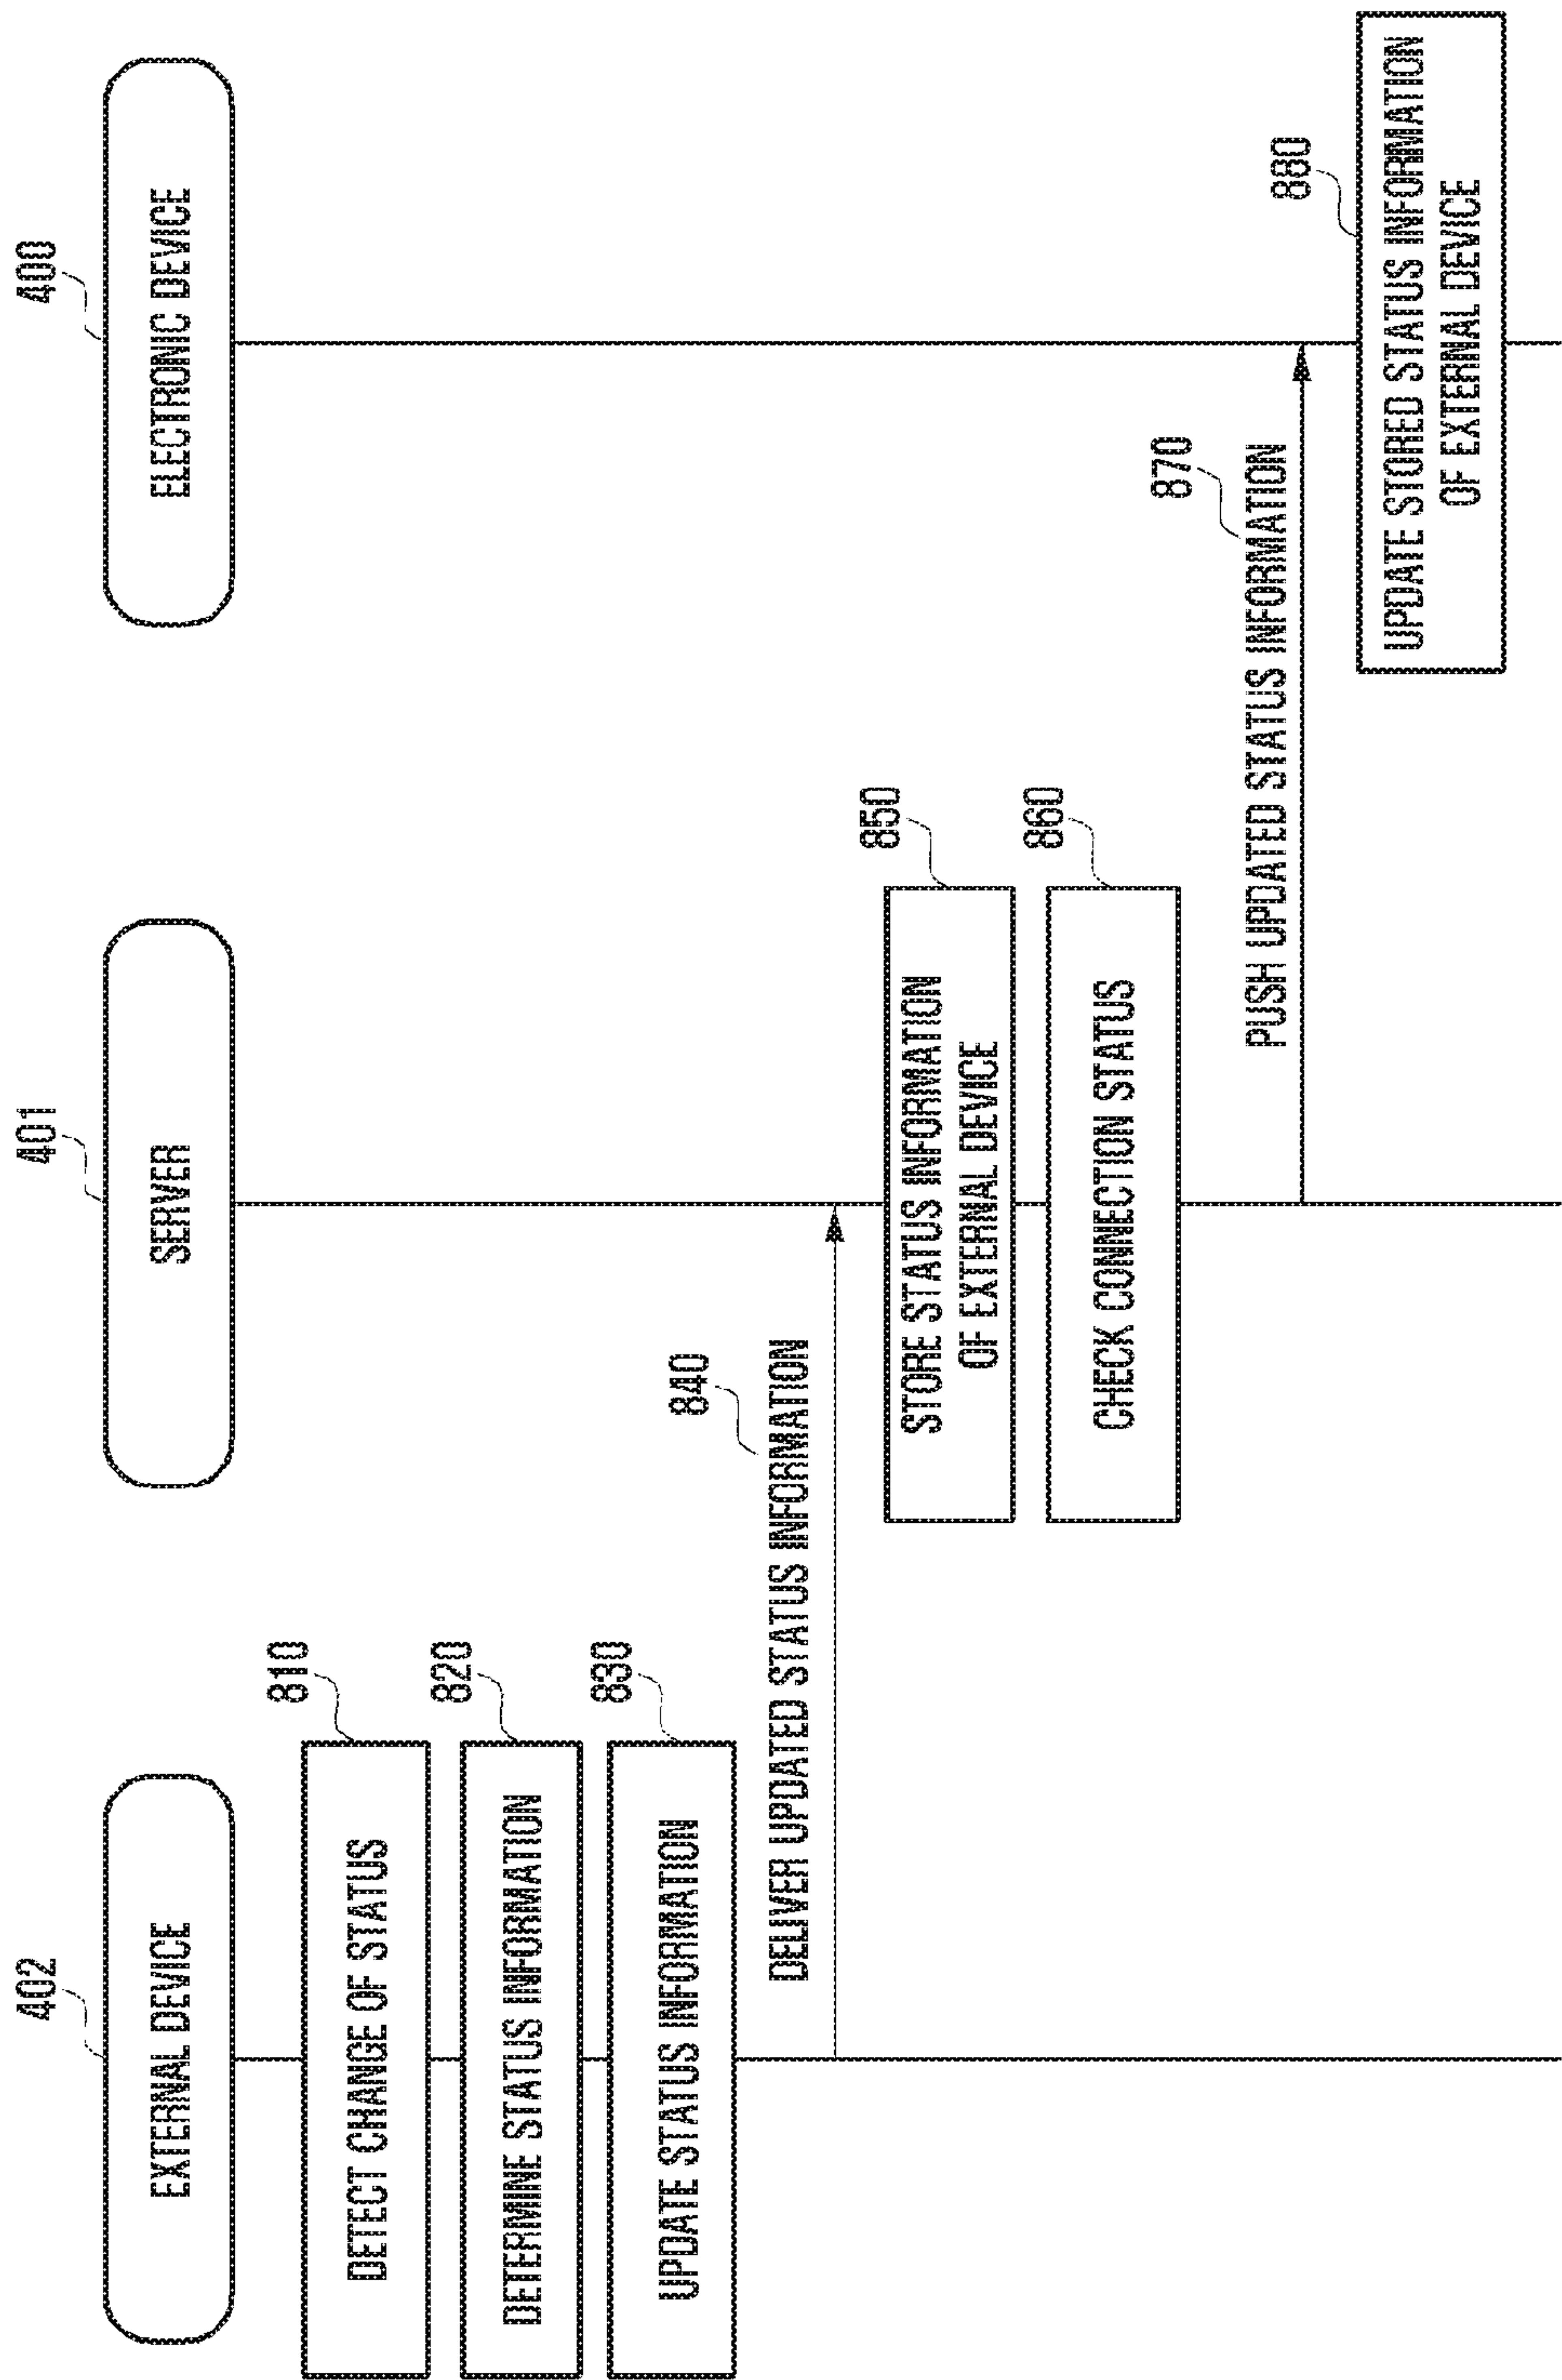 402
EXTERNAL DEVICE
401
SERVER
400
ELECTRONIC DEVICE
810
DETECT CHANGE OF STATUS
820
DETERMINE STATUS INFORMATION
830
UPDATE STATUS INFORMATION
840
DELIVER UPDATED STATUS INFORMATION
850
STORE STATUS INFORMATION
OF EXTERNAL DEVICE
860
CHECK CONNECTION STATUS
870
PUSH UPDATED STATUS INFORMATION
880
UPDATE STORED STATUS INFORMATION
OF EXTERNAL DEVICE